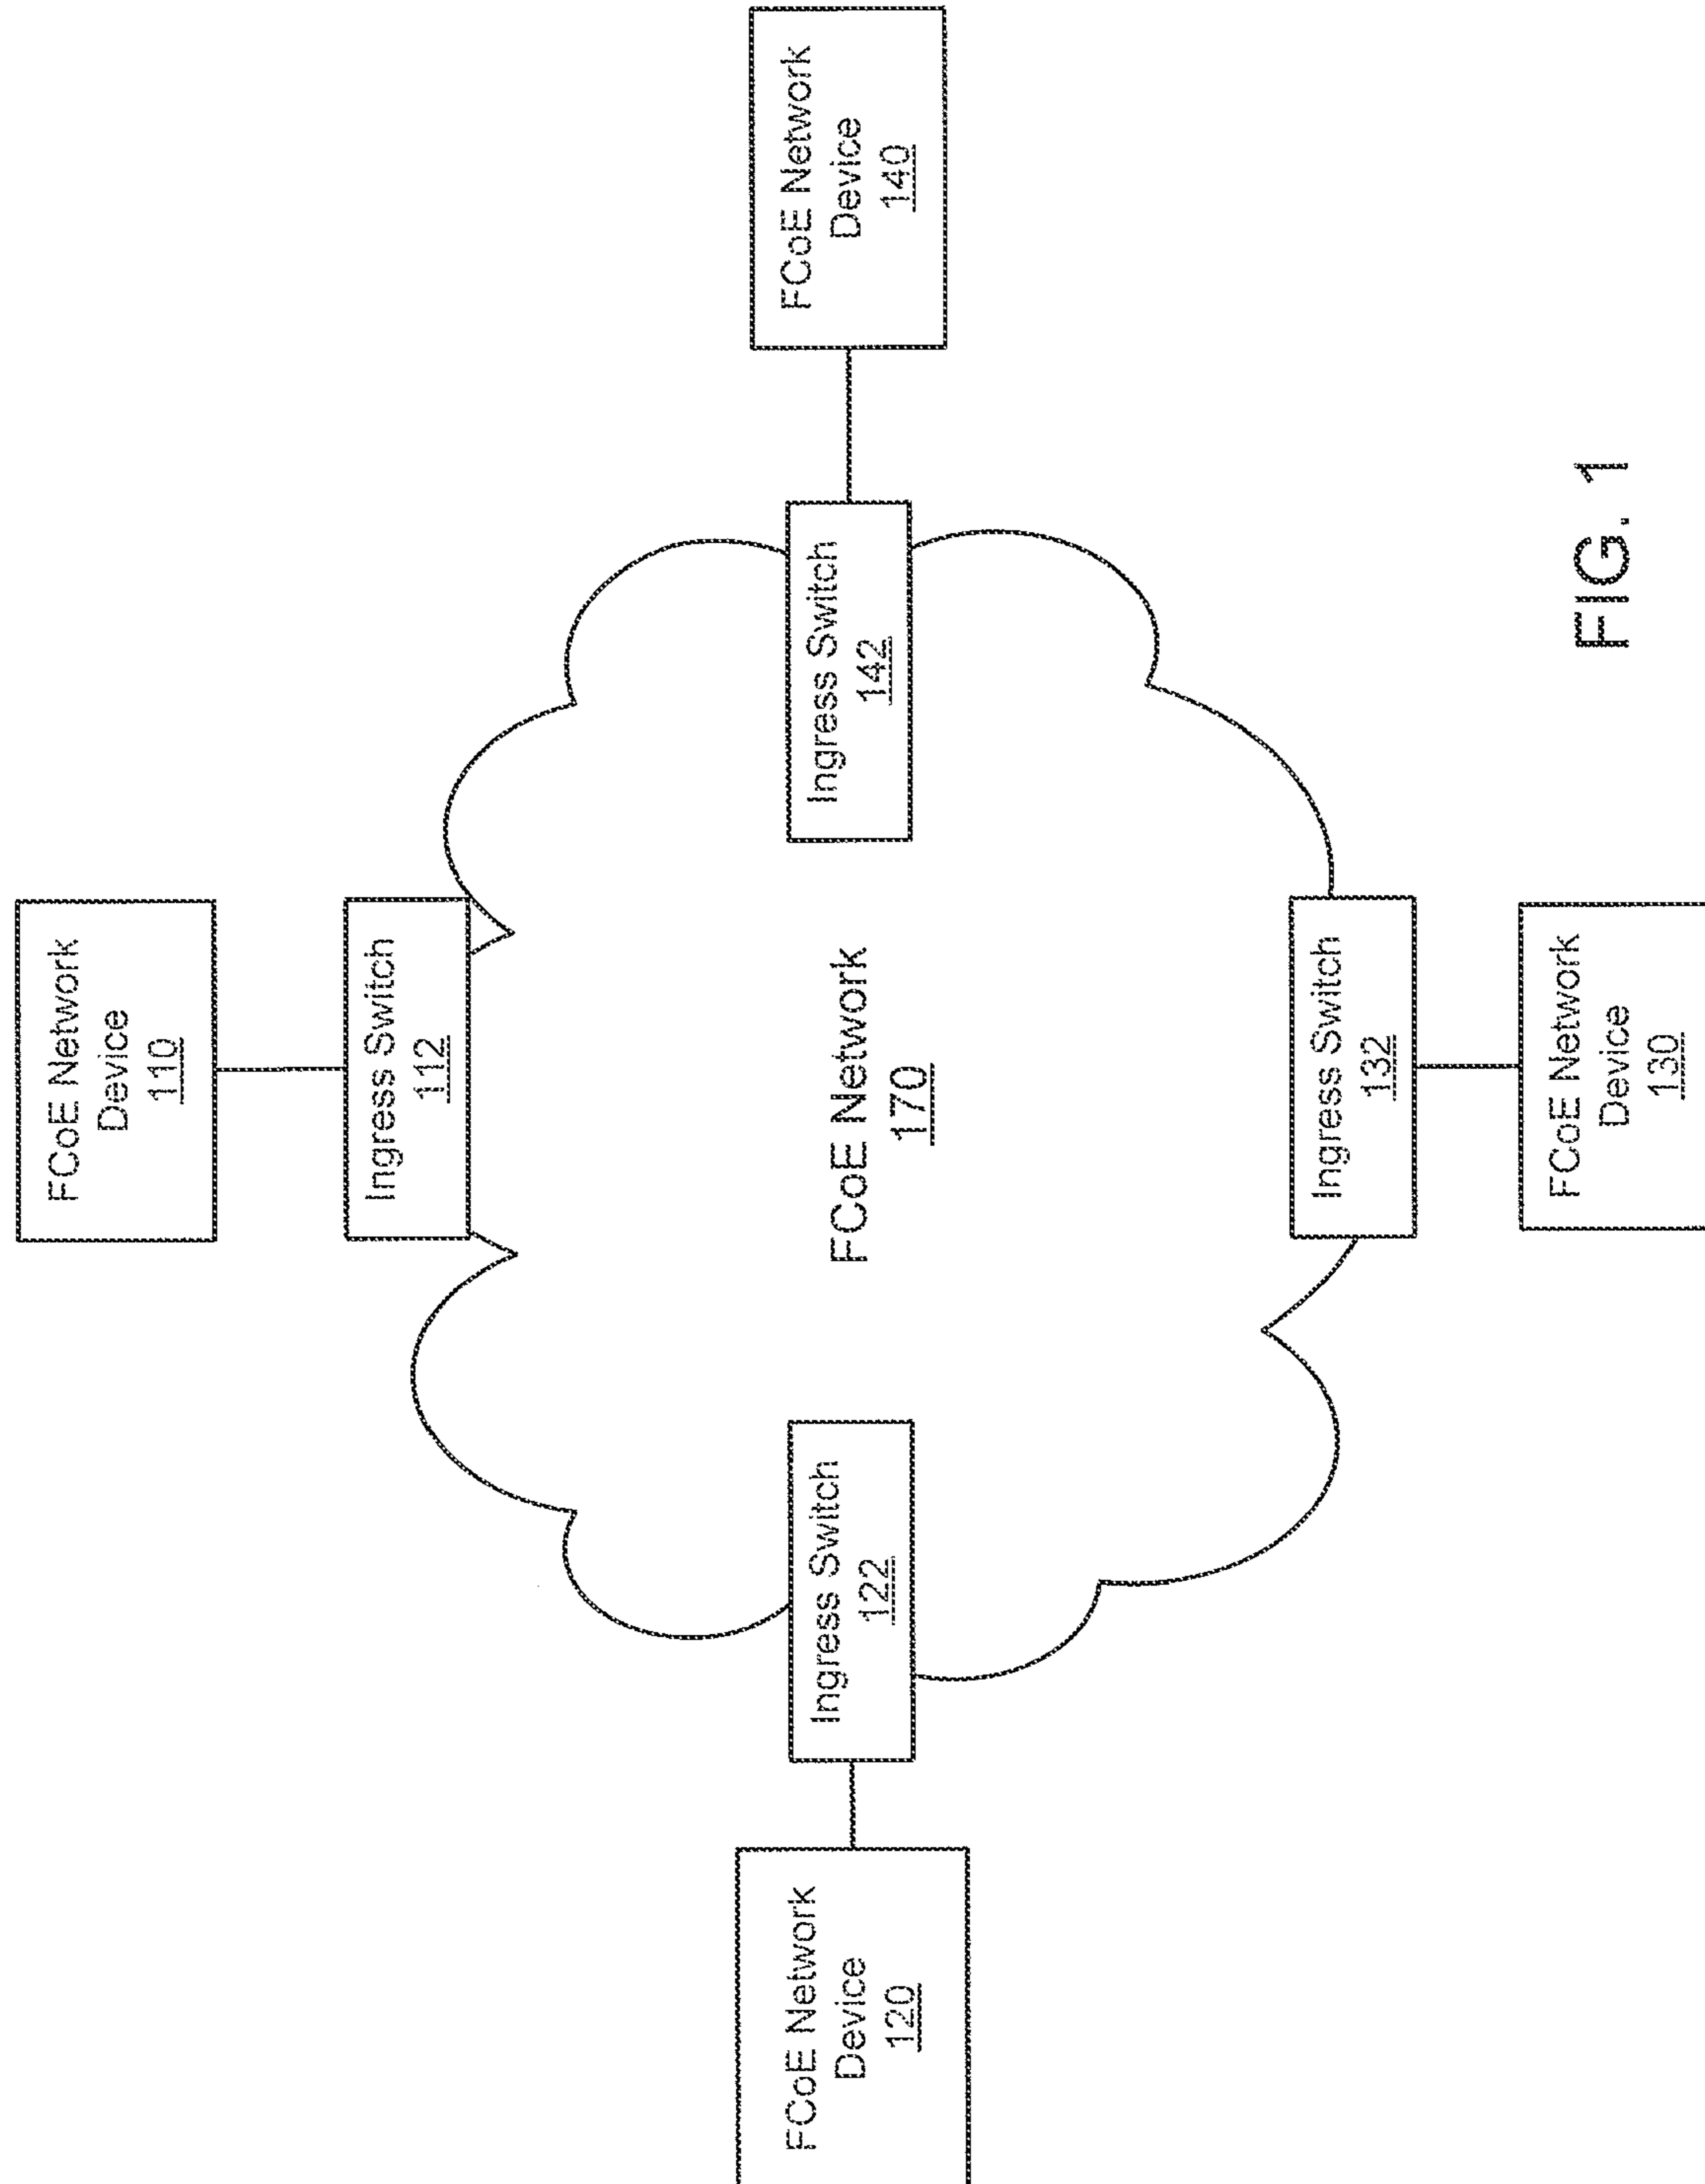 FCoE Network
Device
110
Ingress Switch
112
FCoE Network
Device
120
Ingress Switch
122
FCoE Network
170
Ingress Switch
142
FCoE Network
Device
140
Ingress Switch
132
FCoE Network
Device
130
FIG. 1